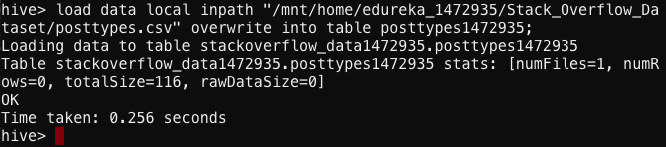 hive> load data local inpath "/mnt/home/edureka_1472935/Stack_Overflow_Da
taset/posttypes.csv" overwrite into table posttypes1472935;
Loading data to table stackoverflow_data1472935.posttypes1472935
Table stackoverflow_data1472935.posttypes1472935 stats: [numFiles=1, numR
ows=0, totalSize=116, rawDataSize=0]
OK
Time taken: 0.256 seconds
hive>